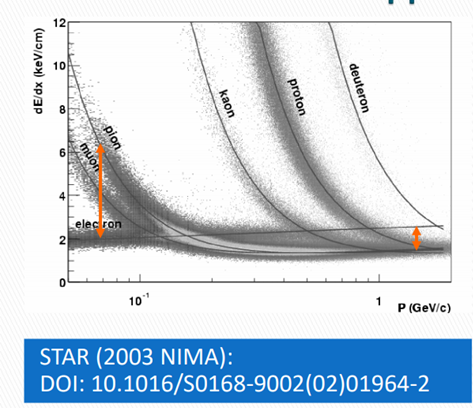 dE/dx (keV/cm)
12
10
8
6
4
2
0
muon
pion
electron
kaon
proton
deuteron
10-1
1
P (GeV/c)
STAR (2003 NIMA):
DOI: 10.1016/S0168-9002(02)01964-2